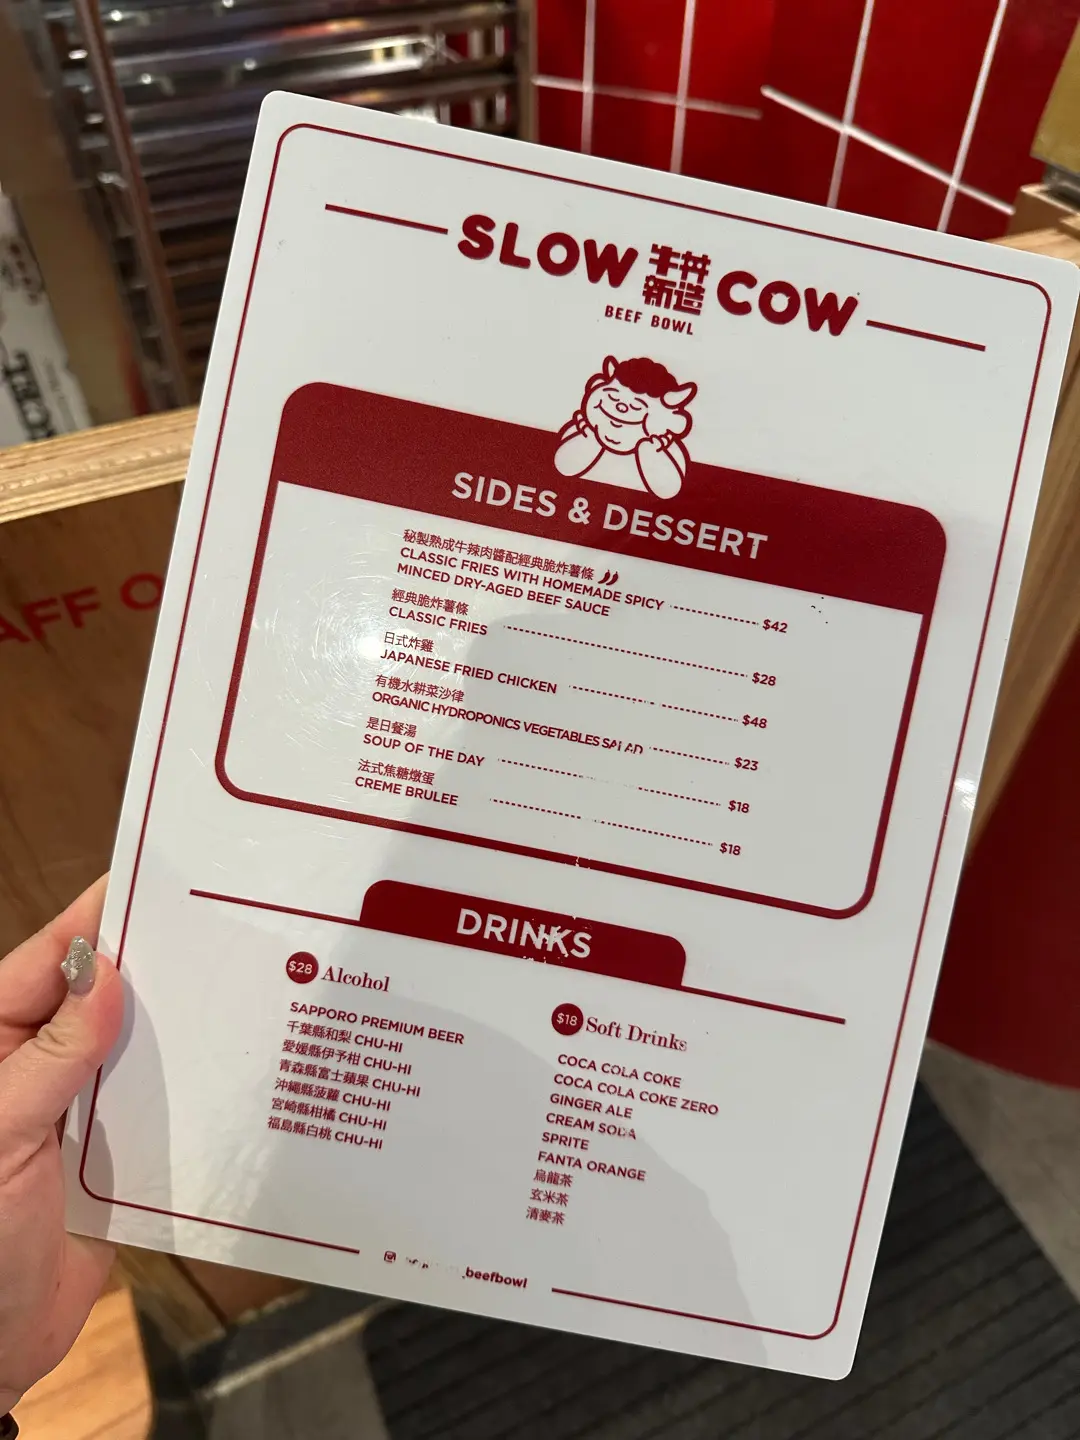 SLOW 牛丼 新造 COW
BEEF BOWL
SIDES & DESSERT
秘製熟成牛辣肉醬配經典脆炸薯條
CLASSIC FRIES WITH HOMEMADE SPICY
MINCED DRY-AGED BEEF SAUCE $42
經典脆炸薯條
CLASSIC FRIES $28
日式炸雞
JAPANESE FRIED CHICKEN $48
有機水耕菜沙律
ORGANIC HYDROPONICS VEGETABLES SALAD $23
是日餐湯
SOUP OF THE DAY $18
法式焦糖燉蛋
CREME BRULEE $18
DRINKS
$28 Alcohol
SAPPORO PREMIUM BEER
千葉縣和梨 CHU-HI
愛媛縣伊予柑 CHU-HI
青森縣富士蘋果 CHU-HI
沖繩縣菠蘿 CHU-HI
宮崎縣柑橘 CHU-HI
福島縣白桃 CHU-HI
$18 Soft Drinks
COCA COLA COKE
COCA COLA COKE ZERO
GINGER ALE
CREAM SODA
SPRITE
FANTA ORANGE
烏龍茶
玄米茶
清麥茶
beefbowl
AFF O